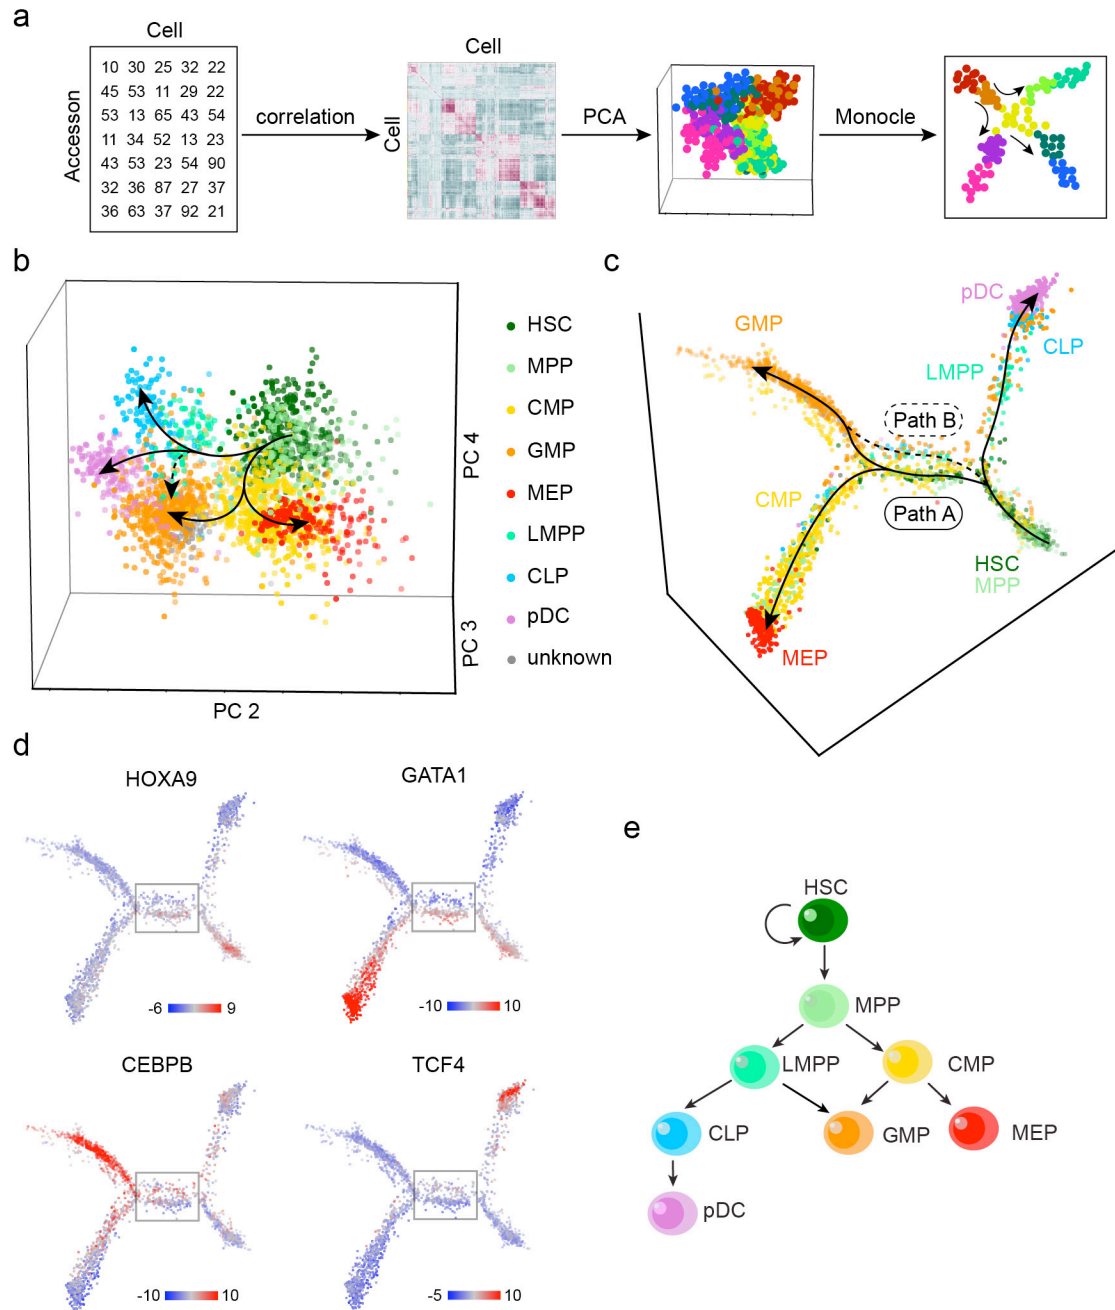 a
Cell
Accesson
10 30 25 32 22
45 53 11 29 22
53 13 65 43 54
11 34 52 13 23
43 53 23 54 90
32 36 87 27 37
36 63 37 92 21
correlation
Cell
Cell
PCA
Monocle
b
PC 4
PC 3
PC 2
HSC
MPP
CMP
GMP
MEP
LMPP
CLP
pDC
unknown
c
pDC
GMP
CLP
LMPP
Path B
CMP
Path A
HSC
MPP
MEP
d
HOXA9
GATA1
-6 9
-10 10
CEBPB
TCF4
-10 10
-5 10
e
HSC
MPP
LMPP
CMP
CLP
GMP
MEP
pDC